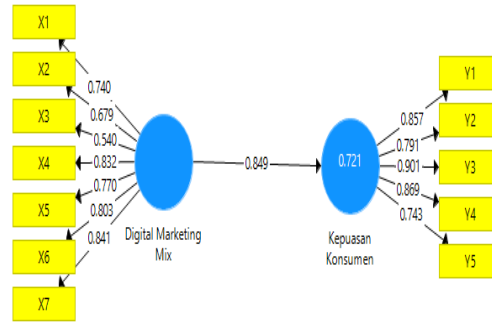 X1
X2
X3
X4
X5
X6
X7
0.740
0.679
0.540
0.832
0.770
0.803
0.841
Digital Marketing
Mix
0.849
0.721
Kepuasan
Konsumen
0.857
0.791
0.901
0.869
0.743
Y1
Y2
Y3
Y4
Y5